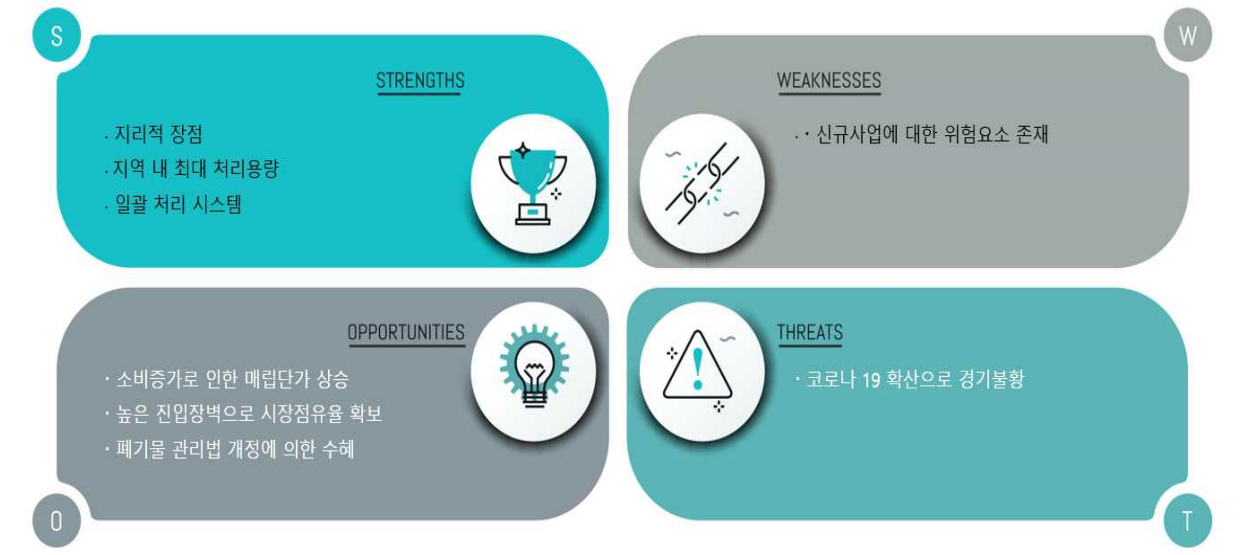 S
STRENGTHS
. 지리적 장점
. 지역 내 최대 처리용량
. 일괄 처리 시스템
W
WEAKNESSES
. · 신규사업에 대한 위험요소 존재
OPPORTUNITIES
· 소비증가로 인한 매립단가 상승
· 높은 진입장벽으로 시장점유율 확보
· 폐기물 관리법 개정에 의한 수혜
O
THREATS
· 코로나 19 확산으로 경기불황
T